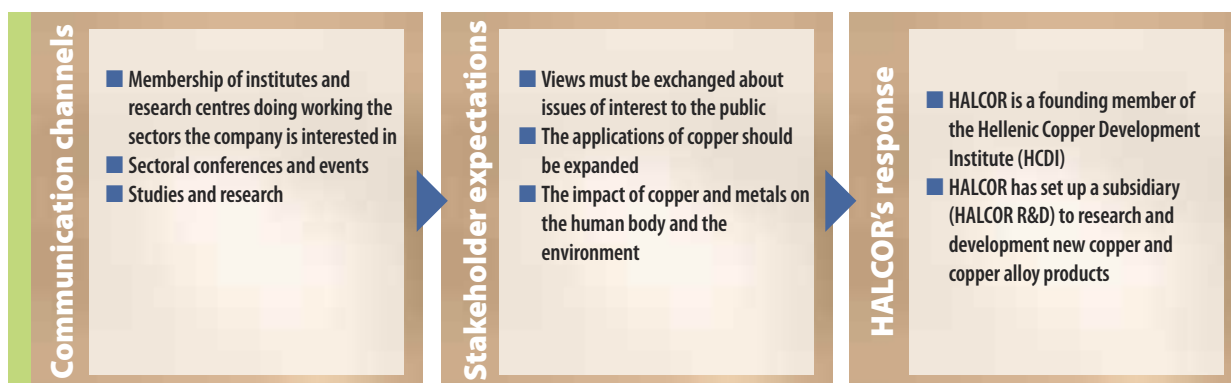 Communication channels
■ Membership of institutes and
research centres doing working the
sectors the company is interested in
■ Sectoral conferences and events
■ Studies and research
Stakeholder expectations
■ Views must be exchanged about
issues of interest to the public
■ The applications of copper should
be expanded
■ The impact of copper and metals on
the human body and the
environment
HALCOR's response
■ HALCOR is a founding member of
the Hellenic Copper Development
Institute (HCDI)
■ HALCOR has set up a subsidiary
(HALCOR R&D) to research and
development new copper and
copper alloy products